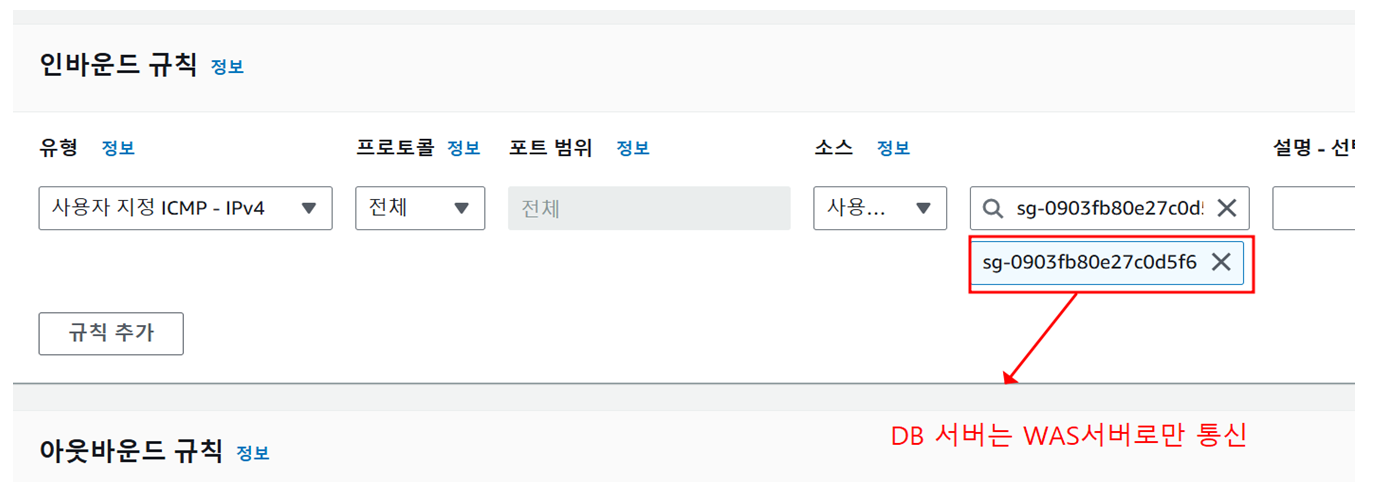 인바운드 규칙 정보
유형 정보 프로토콜 정보 포트 범위 정보 소스 정보 설명 - 선택
사용자 지정 ICMP - IPv4 전체 전체 사용... sg-0903fb80e27c0d5
sg-0903fb80e27c0d5f6
규칙 추가
DB 서버는 WAS서버로만 통신
아웃바운드 규칙 정보